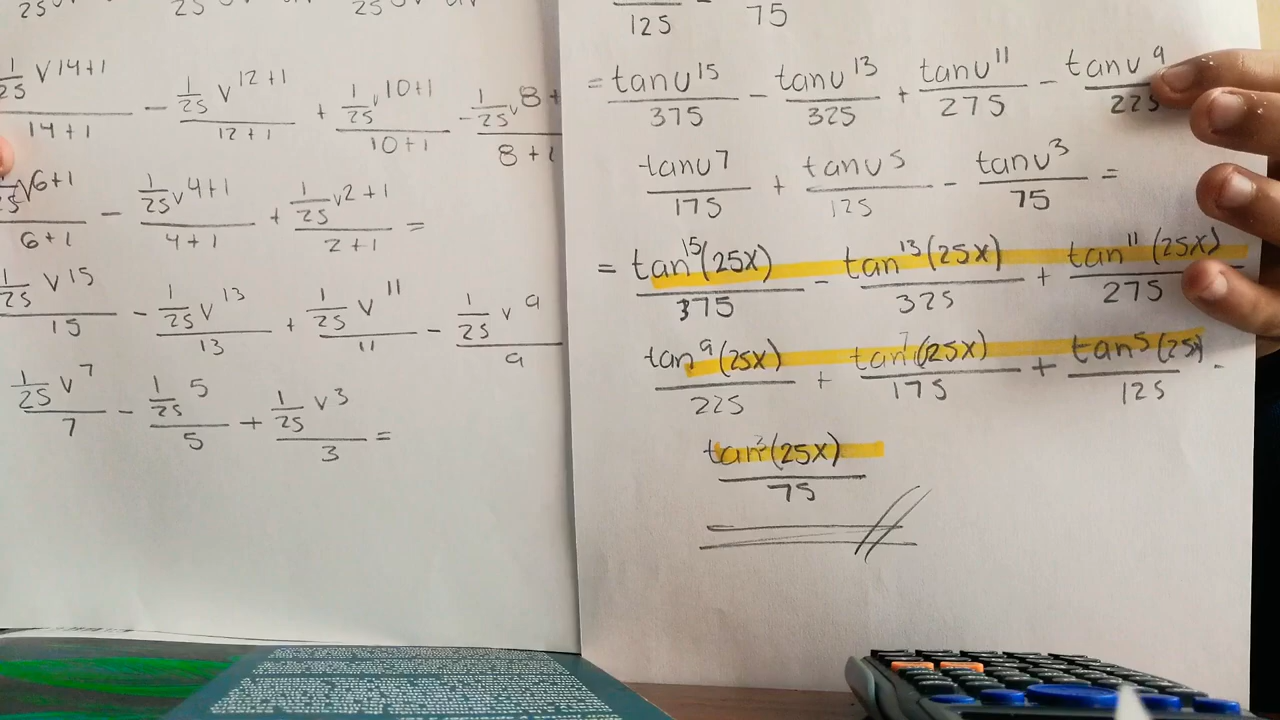 1/25 v^14+1 / 14+1 - 1/25 v^12+1 / 12+1 + 1/25 v^10+1 / 10+1 - 1/25 v^8+ / 8+1
1/25 v^6+1 / 6+1 - 1/25 v^4+1 / 4+1 + 1/25 v^2+1 / 2+1 =
1/25 v^15 / 15 - 1/25 v^13 / 13 + 1/25 v^11 / 11 - 1/25 v^9 / 9
1/25 v^7 / 7 - 1/25 ^5 / 5 + 1/25 v^3 / 3 =
125 - 75
= tanu^15 / 375 - tanu^13 / 325 + tanu^11 / 275 - tanu^9 / 225
tanu^7 / 175 + tanu^5 / 125 - tanu^3 / 75 =
= tan^15(25x) / 375 - tan^13(25x) / 325 + tan^11(25x) / 275 -
tan^9(25x) / 225 + tan^7(25x) / 175 + tan^5(25x) / 125 -
tan^3(25x) / 75